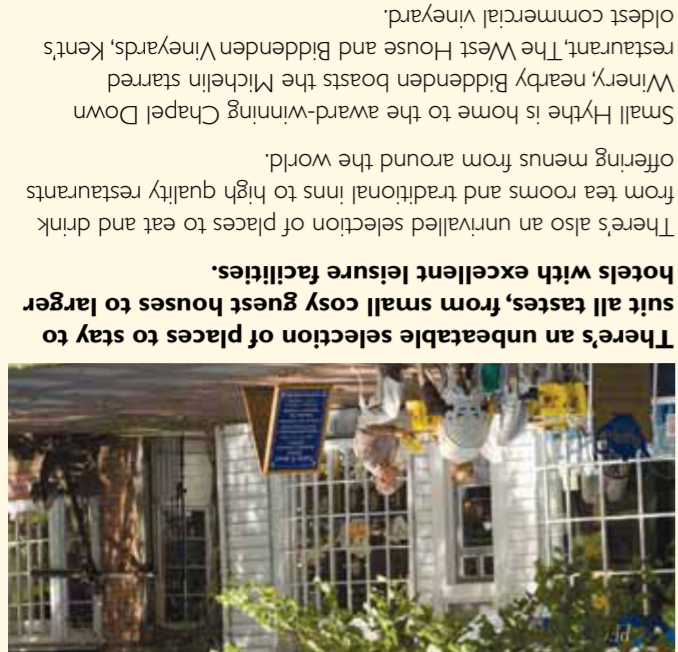 There's an unbeatable selection of places to stay to
suit all tastes, from small cosy guest houses to larger
hotels with excellent leisure facilities.
There's also an unrivalled selection of places to eat and drink
from tea rooms and traditional inns to high quality restaurants
offering menus from around the world.
Small Hythe is home to the award-winning Chapel Down
Winery, nearby Biddenden boasts the Michelin starred
restaurant, The West House and Biddenden Vineyards, Kent's
oldest commercial vineyard.